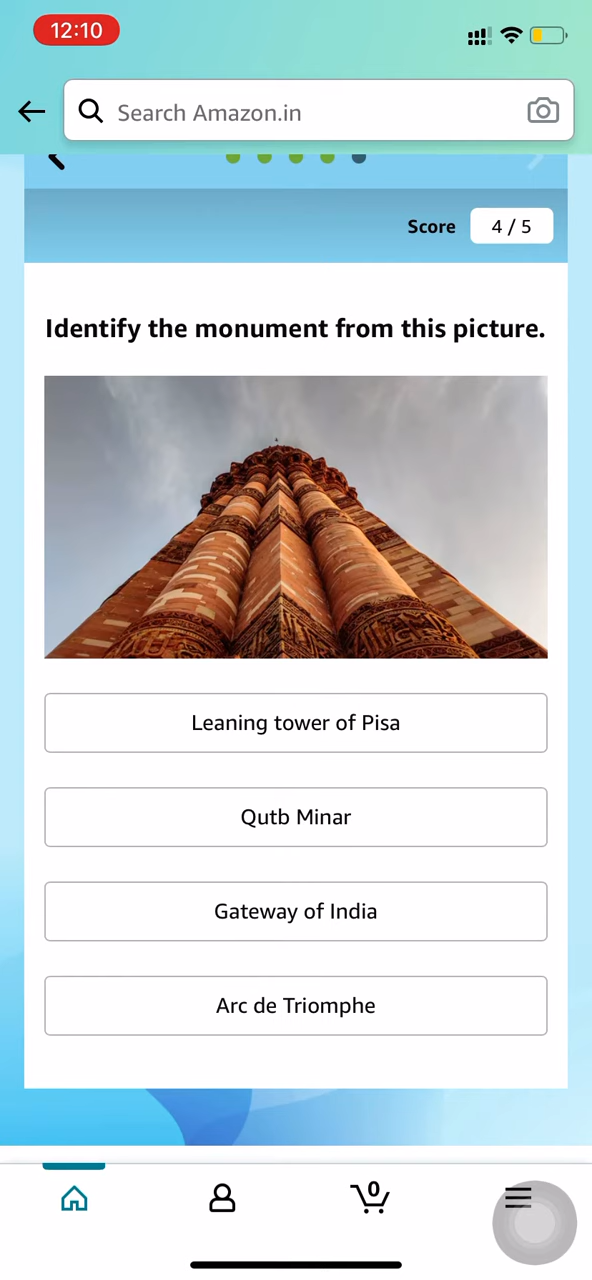 12:10
Search Amazon.in
Score 4 / 5
Identify the monument from this picture.
Leaning tower of Pisa
Qutb Minar
Gateway of India
Arc de Triomphe
0